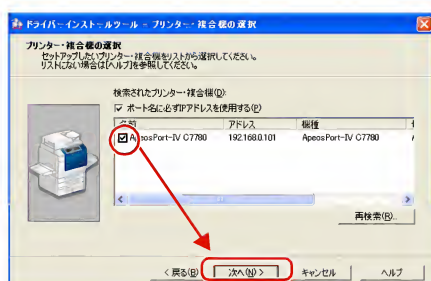 ドライバーインストールツール - プリンター・複合機の選択
プリンター・複合機の選択
セットアップしたいプリンター・複合機をリストから選択してください。
リストにない場合は[ヘルプ]を参照してください。
検索されたプリンター・複合機(D):
ポート名に必ずIPアドレスを使用する(P)
名前 アドレス 機種
ApeosPort-IV C7780 192.168.0.101 ApeosPort-IV C7780
再検索(R)...
< 戻る(B) 次へ(N) > キャンセル ヘルプ